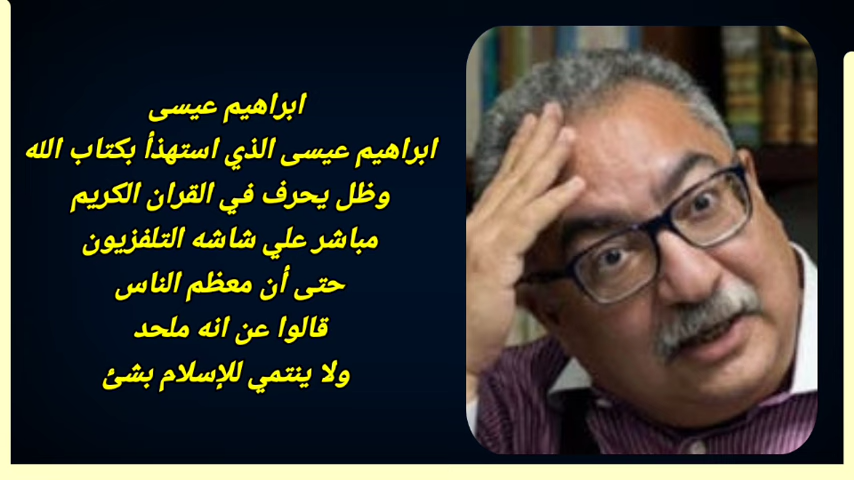 ابراهيم عيسى
ابراهيم عيسى الذي استهذأ بكتاب الله
وظل يحرف في القران الكريم
مباشر علي شاشه التلفزيون
حتى أن معظم الناس
قالوا عن انه ملحد
ولا ينتمي للإسلام بشئ